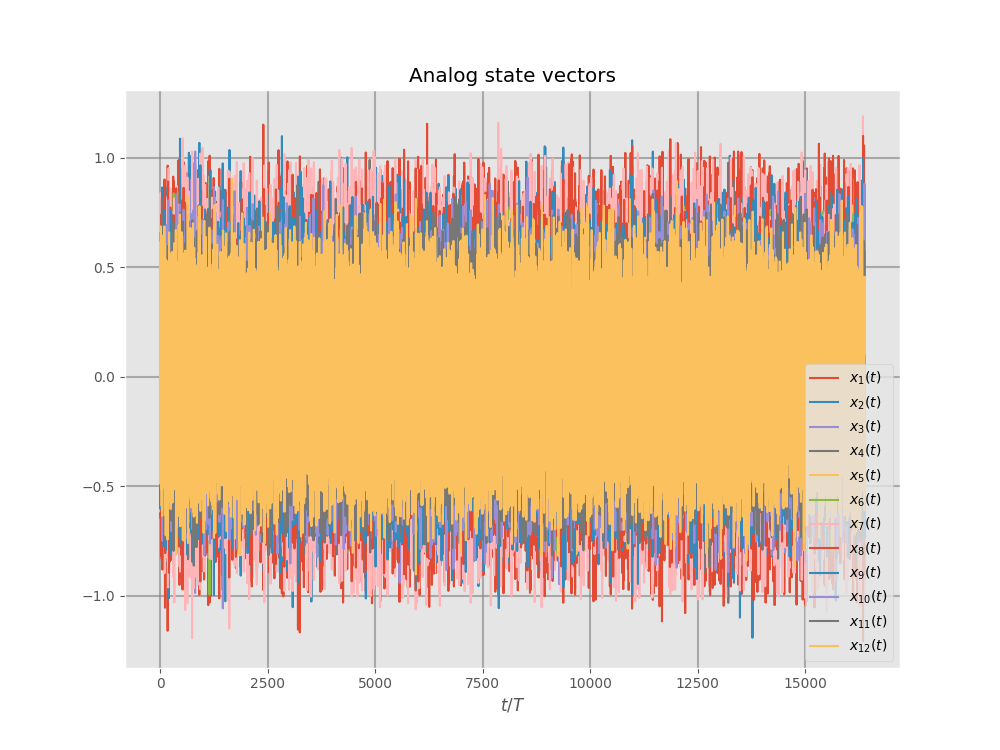 Analog state vectors
1.0
0.5
0.0
−0.5
−1.0
0 2500 5000 7500 10000 12500 15000
t/T
x₁(t)
x₂(t)
x₃(t)
x₄(t)
x₅(t)
x₆(t)
x₇(t)
x₈(t)
x₉(t)
x₁₀(t)
x₁₁(t)
x₁₂(t)